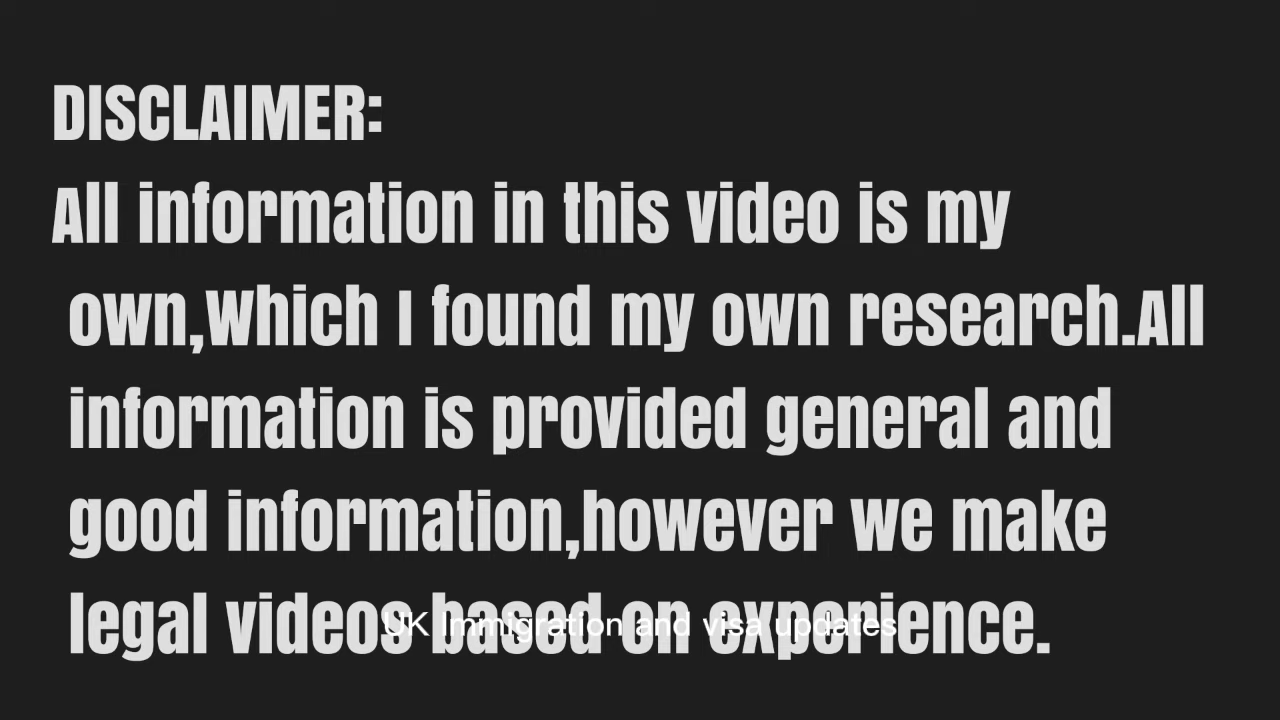 DISCLAIMER:
All information in this video is my
own,Which I found my own research.All
information is provided general and
good information,however we make
legal videos based on experience.
UK Immigration and visa updates